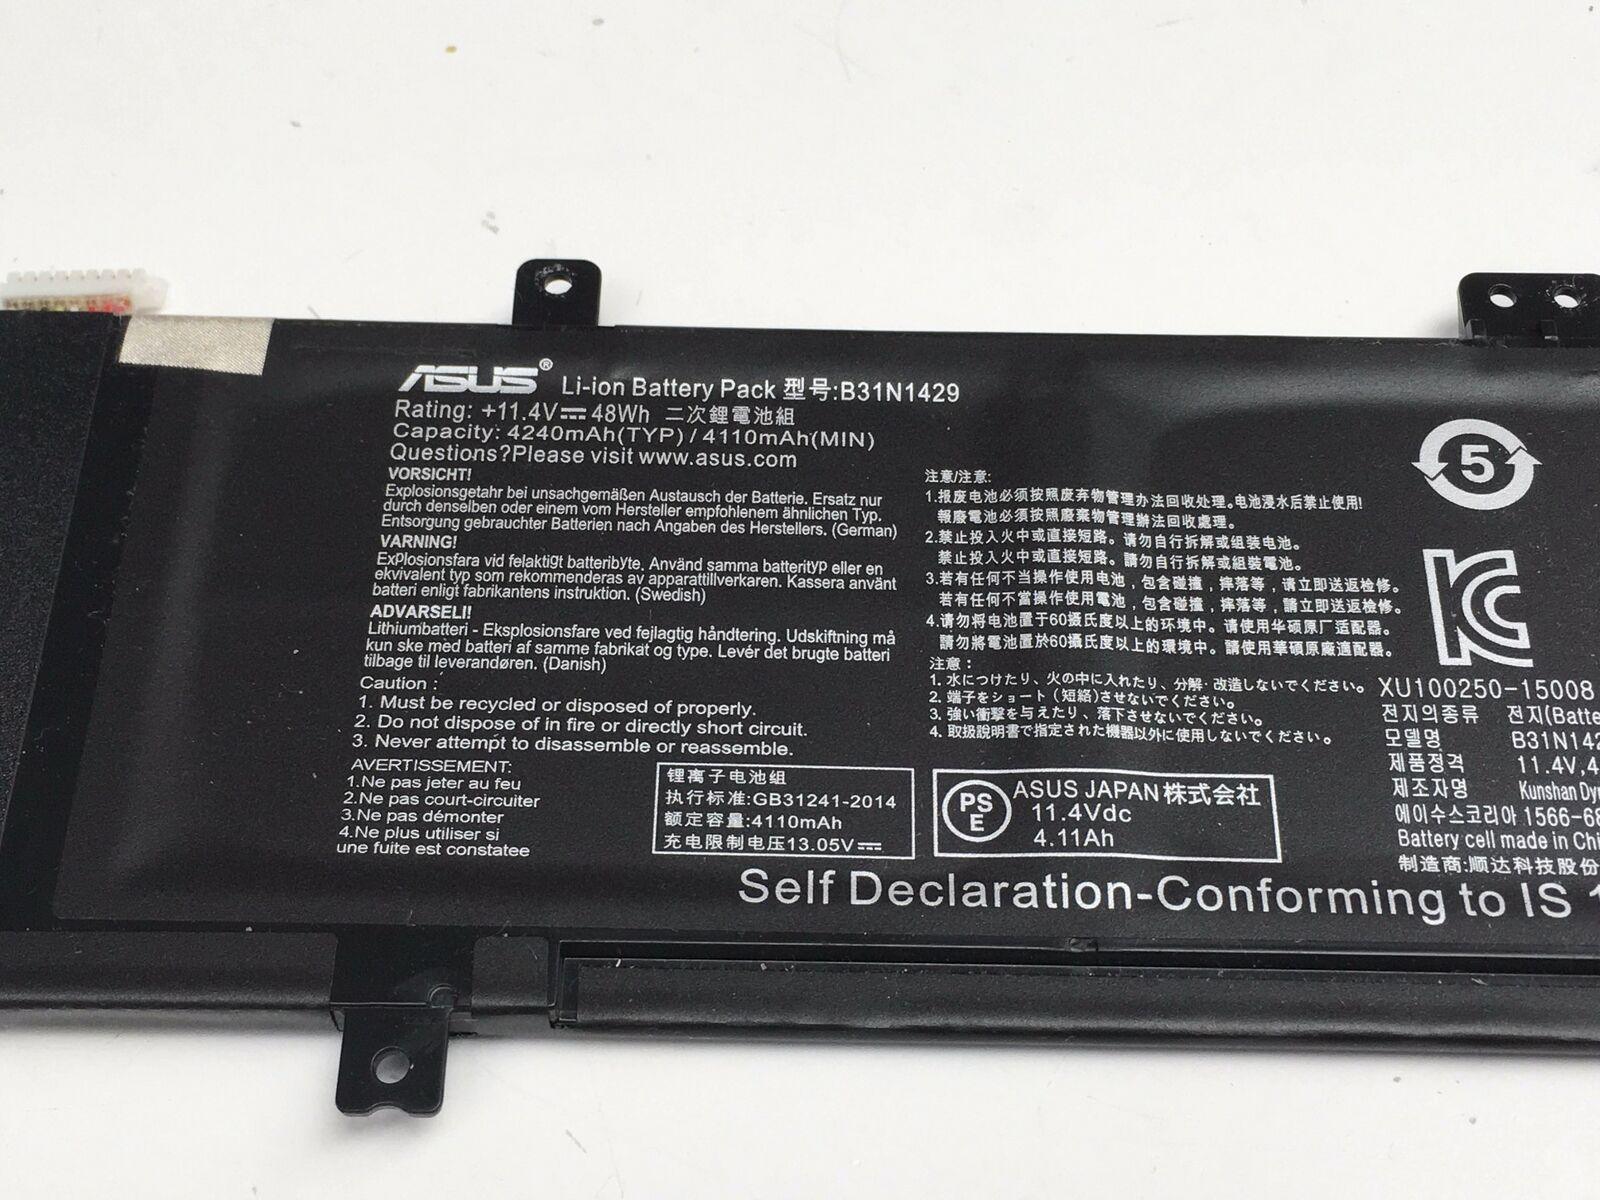 ASUS® Li-ion Battery Pack 型号:B31N1429
Rating: +11.4V⎓48Wh 二次鋰電池組
Capacity: 4240mAh(TYP) / 4110mAh(MIN)
Questions?Please visit www.asus.com
VORSICHT!
Explosionsgetahr bei unsachgemäßen Austausch der Batterie. Ersatz nur
durch denselben oder einem vom Hersteller empfohlenem ähnlichen Typ.
Entsorgung gebrauchter Batterien nach Angaben des Herstellers. (German)
VARNING!
Explosionsfara vid felaktigt batteribyte. Använd samma batterityp eller en
ekvivalent typ som rekommenderas av apparattillverkaren. Kassera använt
batteri enligt fabrikantens instruktion. (Swedish)
ADVARSELI!
Lithiumbatteri - Eksplosionsfare ved fejlagtig håndtering. Udskiftning må
kun ske med batteri af samme fabrikat og type. Levér det brugte batteri
tilbage til leverandøren. (Danish)
Caution :
1. Must be recycled or disposed of properly.
2. Do not dispose of in fire or directly short circuit.
3. Never attempt to disassemble or reassemble.
AVERTISSEMENT:
1.Ne pas jeter au feu
2.Ne pas court-circuiter
3.Ne pas démonter
4.Ne plus utiliser si
une fuite est constatee
注意/注意:
1.报废电池必须按照废弃物管理办法回收处理。电池浸水后禁止使用!
報廢電池必須按照廢棄物管理辦法回收處理。
2.禁止投入火中或直接短路。请勿自行拆解或组装电池。
禁止投入火中或直接短路。請勿自行拆解或組裝電池。
3.若有任何不当操作使用电池，包含碰撞，摔落等，请立即送返检修。
若有任何不當操作使用電池，包含碰撞，摔落等，請立即送返檢修。
4.请勿将电池置于60摄氏度以上的环境中。请使用华硕原厂适配器。
請勿將電池置於60攝氏度以上的環境中。請使用華碩原廠適配器。
注意：
1. 水につけたり、火の中に入れたり、分解·改造しないでください。
2. 端子をショート（短絡）させないでください。
3. 強い衝撃を与えたり、落下させないでください。
4. 取扱説明書で指定された機器以外に使用しないでください。
锂离子电池组
执行标准:GB31241-2014
额定容量:4110mAh
充电限制电压13.05V⎓
PS
E
ASUS JAPAN株式会社
11.4Vdc
4.11Ah
5
KC
XU100250-15008
전지의종류 전지(Batte
모델명 B31N142
제품정격 11.4V,4
제조자명 Kunshan Dyn
에이수스코리아 1566-68
Battery cell made in Chi
制造商:顺达科技股份
Self Declaration-Conforming to IS 1